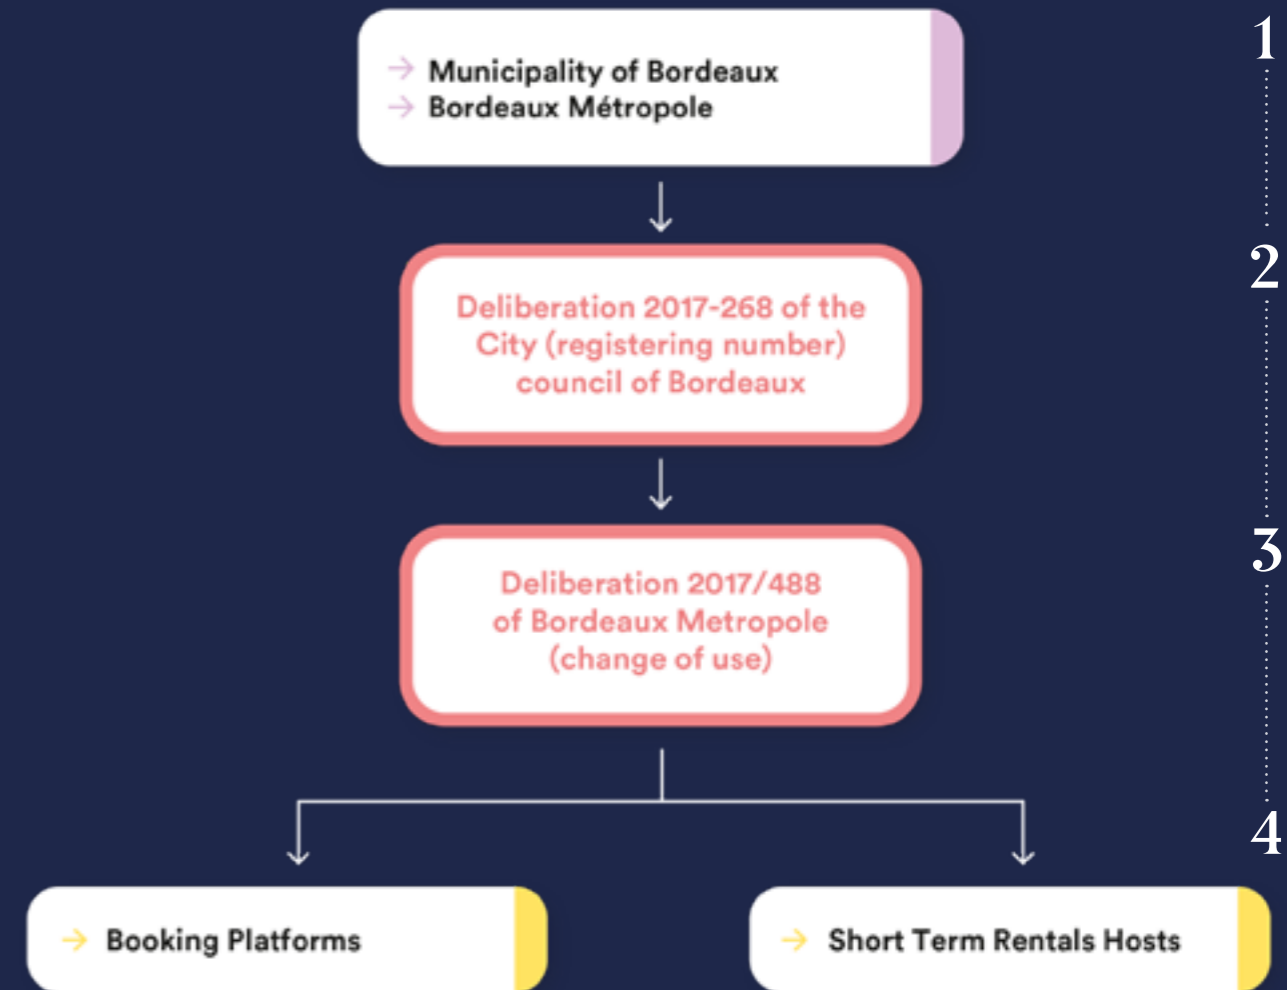 1
→ Municipality of Bordeaux
→ Bordeaux Métropole
2
Deliberation 2017-268 of the
City (registering number)
council of Bordeaux
3
Deliberation 2017/488
of Bordeaux Metropole
(change of use)
4
→ Booking Platforms
→ Short Term Rentals Hosts